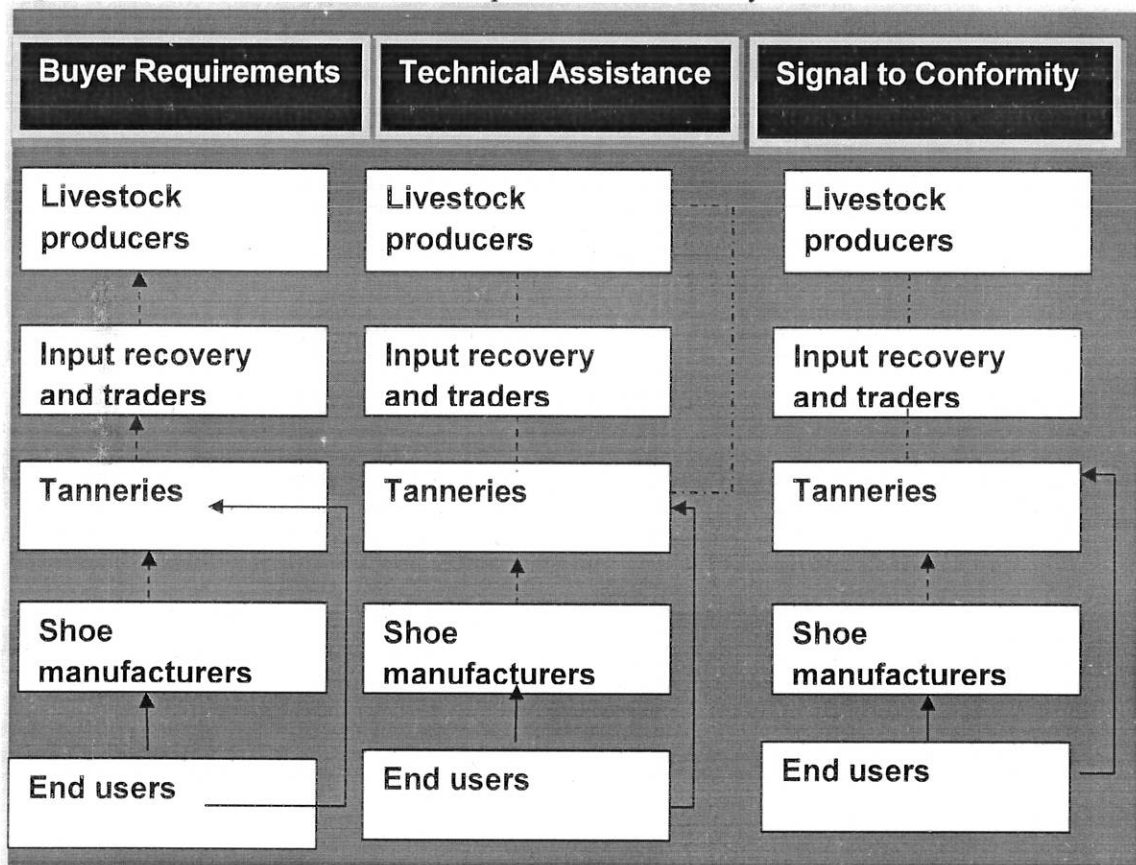 Buyer Requirements
Technical Assistance
Signal to Conformity
Livestock
producers
Input recovery
and traders
Tanneries
Shoe
manufacturers
End users
Livestock
producers
Input recovery
and traders
Tanneries
Shoe
manufacturers
End users
Livestock
producers
Input recovery
and traders
Tanneries
Shoe
manufacturers
End users